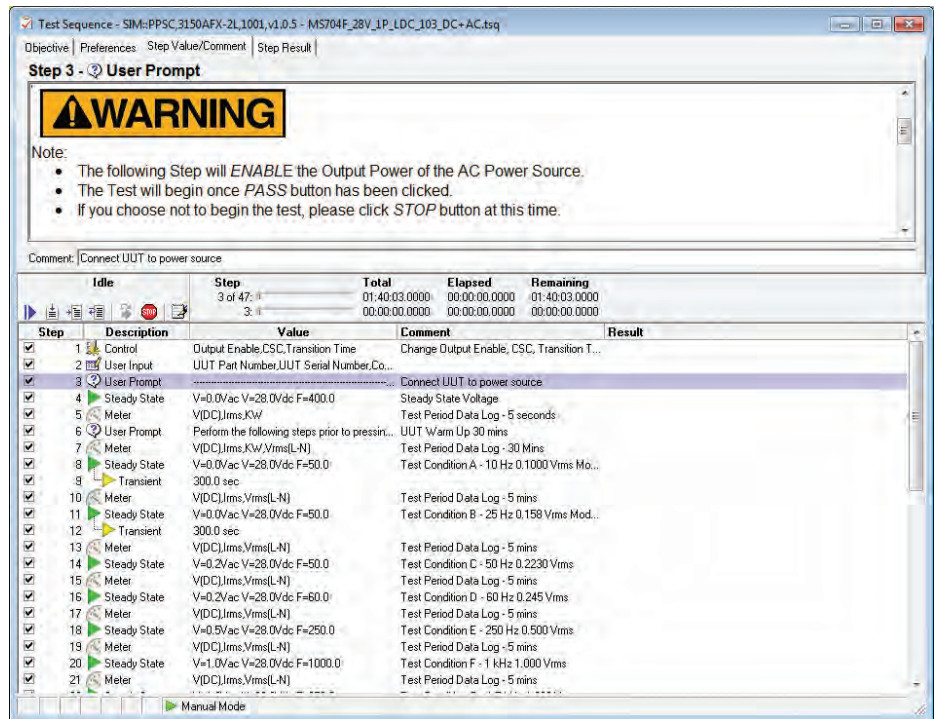 Test Sequence - SIM::PPSC,3150AFX-2L,1001,v1.0.5 - MS704F_28V_1P_LDC_103_DC+AC.tsq
Objective Preferences Step Value/Comment Step Result
Step 3 - User Prompt
WARNING
Note:
• The following Step will ENABLE the Output Power of the AC Power Source.
• The Test will begin once PASS button has been clicked.
• If you choose not to begin the test, please click STOP button at this time.
Comment: Connect UUT to power source
Idle Step Total Elapsed Remaining
3 of 47: 01:40:03.0000 00:00:00.0000 01:40:03.0000
3: 00:00:00.0000 00:00:00.0000 00:00:00.0000
STOP
Step Description Value Comment Result
1 Control Output Enable,CSC,Transition Time Change Output Enable, CSC, Transition T...
2 User Input UUT Part Number,UUT Serial Number,Co...
3 User Prompt ---------------------------------------------... Connect UUT to power source
4 Steady State V=0.0Vac V=28.0Vdc F=400.0 Steady State Voltage
5 Meter V(DC),Irms,KW Test Period Data Log - 5 seconds
6 User Prompt Perform the following steps prior to pressin... UUT Warm Up 30 mins
7 Meter V(DC),Irms,KW,Vrms(L-N) Test Period Data Log - 30 Mins
8 Steady State V=0.0Vac V=28.0Vdc F=50.0 Test Condition A - 10 Hz 0.1000 Vrms Mo...
9 Transient 300.0 sec
10 Meter V(DC),Irms,Vrms(L-N) Test Period Data Log - 5 mins
11 Steady State V=0.0Vac V=28.0Vdc F=50.0 Test Condition B - 25 Hz 0.158 Vrms Mod...
12 Transient 300.0 sec
13 Meter V(DC),Irms,Vrms(L-N) Test Period Data Log - 5 mins
14 Steady State V=0.2Vac V=28.0Vdc F=50.0 Test Condition C - 50 Hz 0.2230 Vrms
15 Meter V(DC),Irms,Vrms(L-N) Test Period Data Log - 5 mins
16 Steady State V=0.2Vac V=28.0Vdc F=60.0 Test Condition D - 60 Hz 0.245 Vrms
17 Meter V(DC),Irms,Vrms(L-N) Test Period Data Log - 5 mins
18 Steady State V=0.5Vac V=28.0Vdc F=250.0 Test Condition E - 250 Hz 0.500 Vrms
19 Meter V(DC),Irms,Vrms(L-N) Test Period Data Log - 5 mins
20 Steady State V=1.0Vac V=28.0Vdc F=1000.0 Test Condition F - 1 kHz 1.000 Vrms
21 Meter V(DC),Irms,Vrms(L-N) Test Period Data Log - 5 mins
Manual Mode